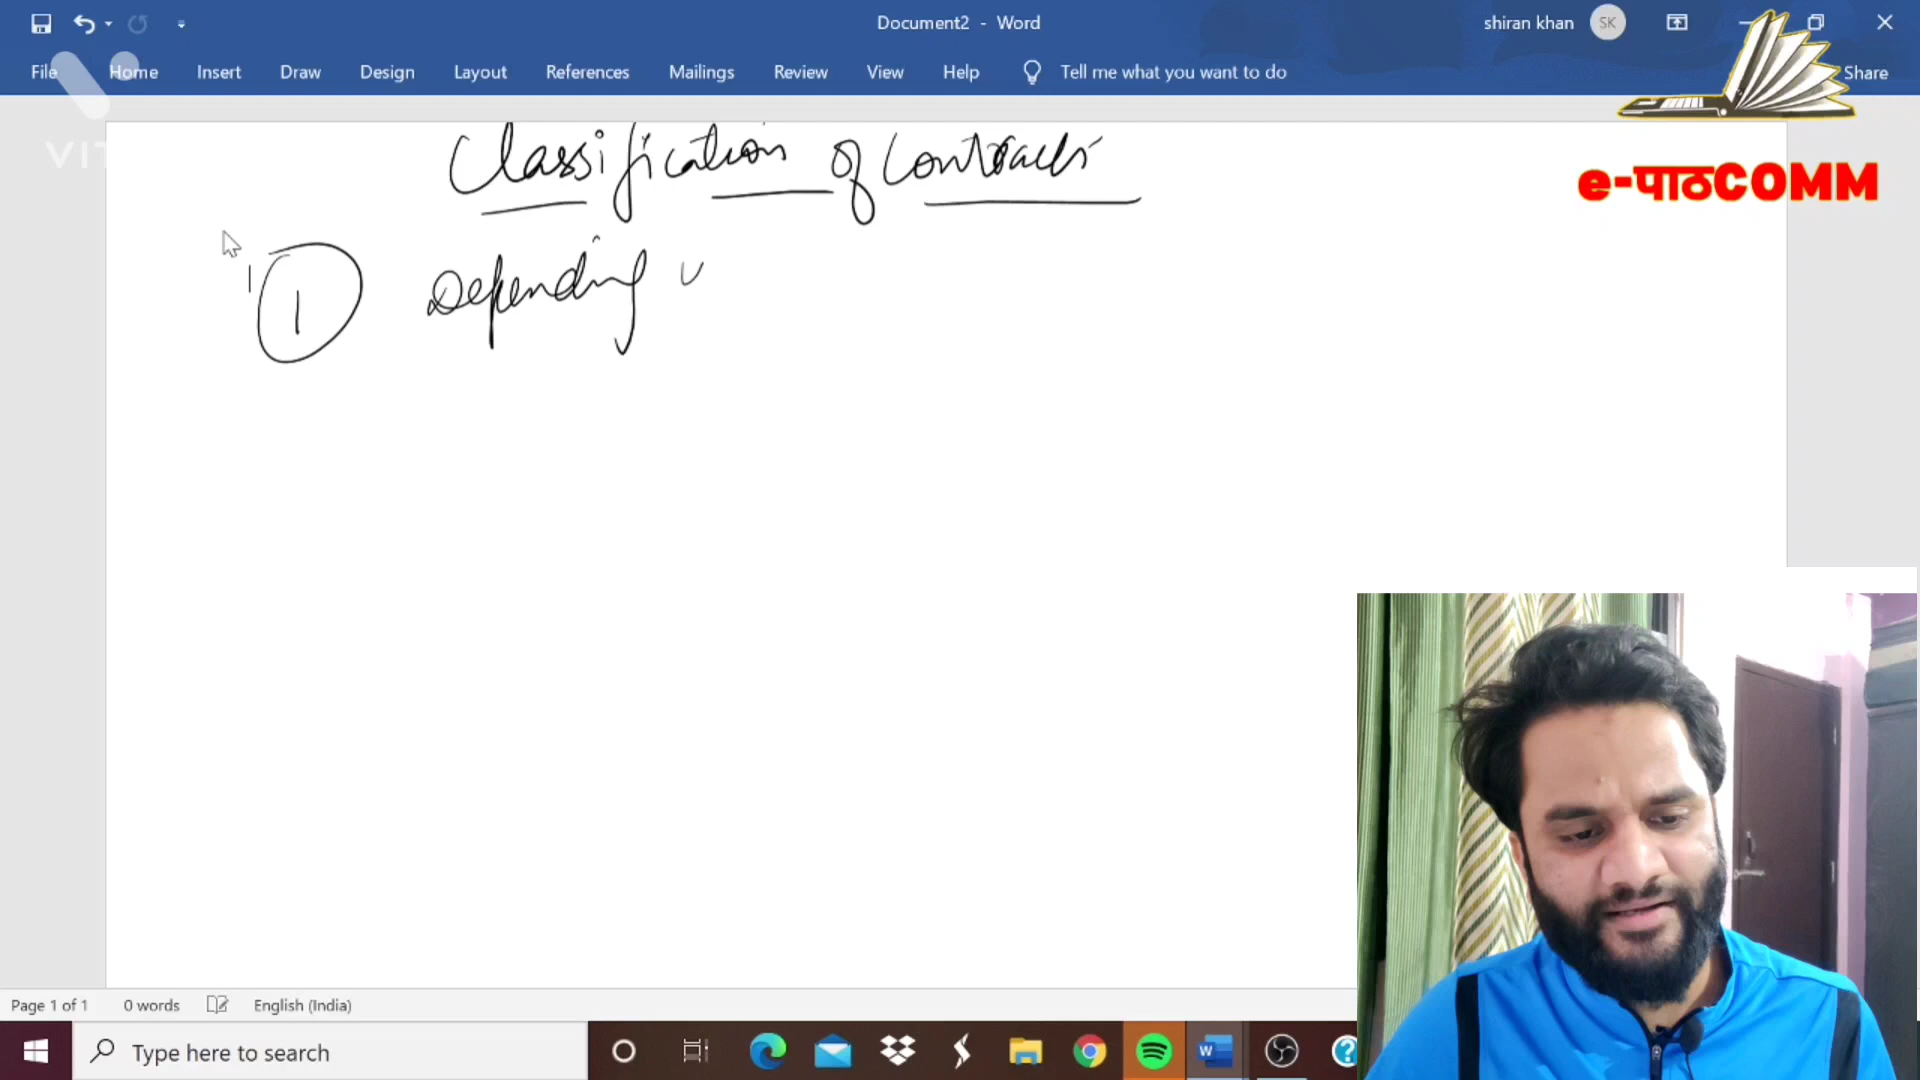 Document2 - Word
shiran khan
SK
File Home Insert Draw Design Layout References Mailings Review View Help Tell me what you want to do Share
VIT
Classification of Contracts
e-पाठCOMM
1 Depending
Page 1 of 1 0 words English (India)
Type here to search